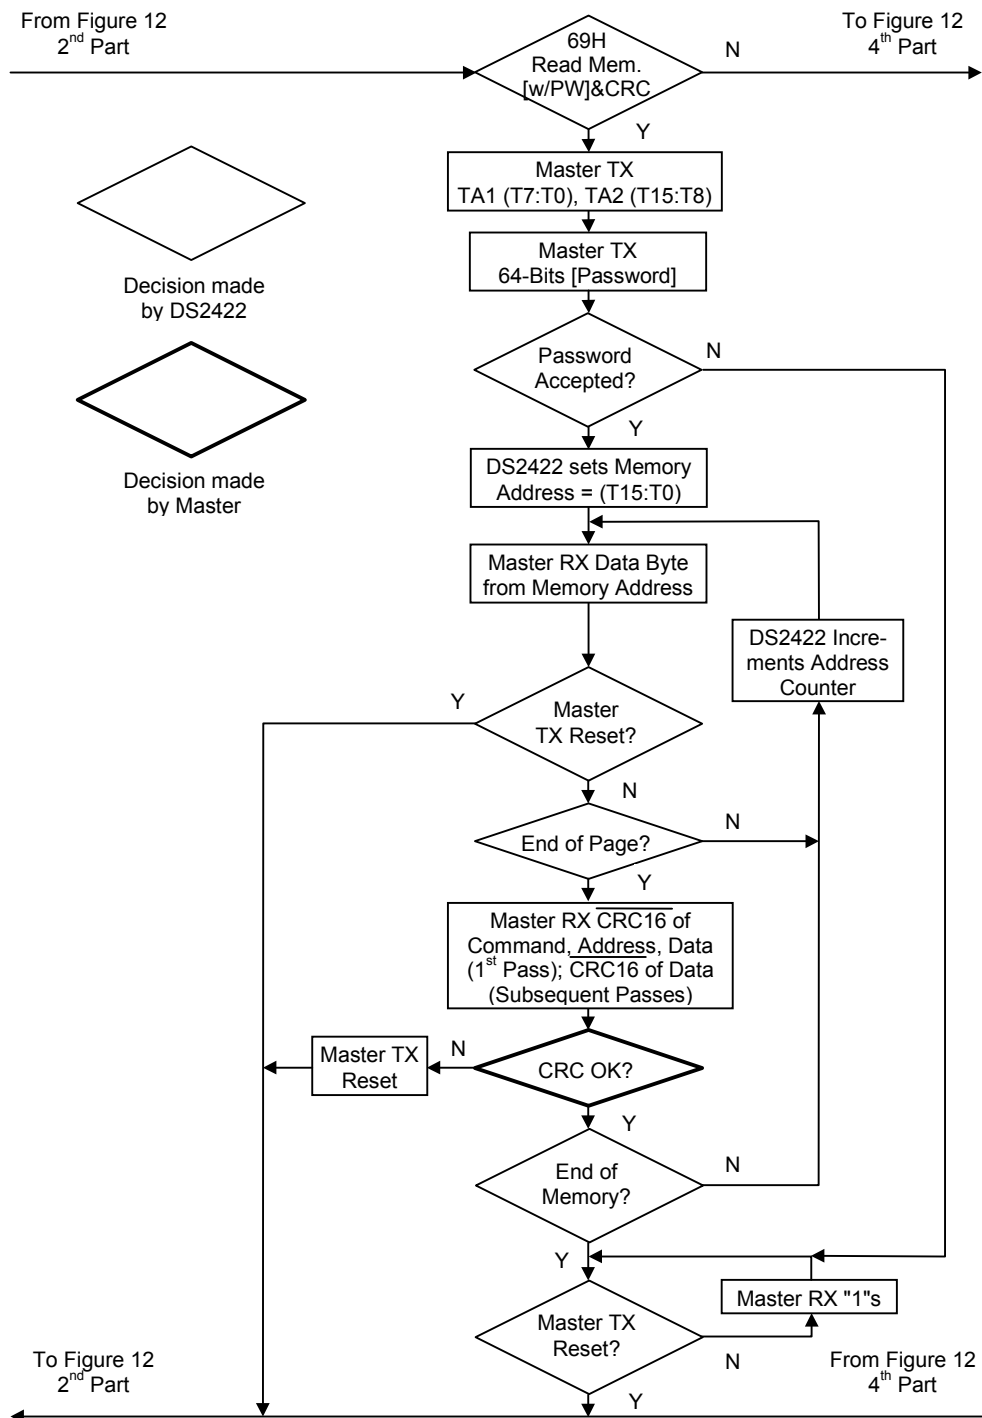 From Figure 12
2nd Part
69H
Read Mem.
[w/PW]&CRC
N
To Figure 12
4th Part
Y
Master TX
TA1 (T7:T0), TA2 (T15:T8)
Master TX
64-Bits [Password]
Decision made
by DS2422
Password
Accepted?
N
Y
Decision made
by Master
DS2422 sets Memory
Address = (T15:T0)
Master RX Data Byte
from Memory Address
DS2422 Incre-
ments Address
Counter
Y
Master
TX Reset?
N
End of Page?
N
Y
Master RX CRC16 of
Command, Address, Data
(1st Pass); CRC16 of Data
(Subsequent Passes)
Master TX
Reset
N
CRC OK?
Y
End of
Memory?
N
Y
Master RX "1"s
Master TX
Reset?
N
Y
To Figure 12
2nd Part
From Figure 12
4th Part